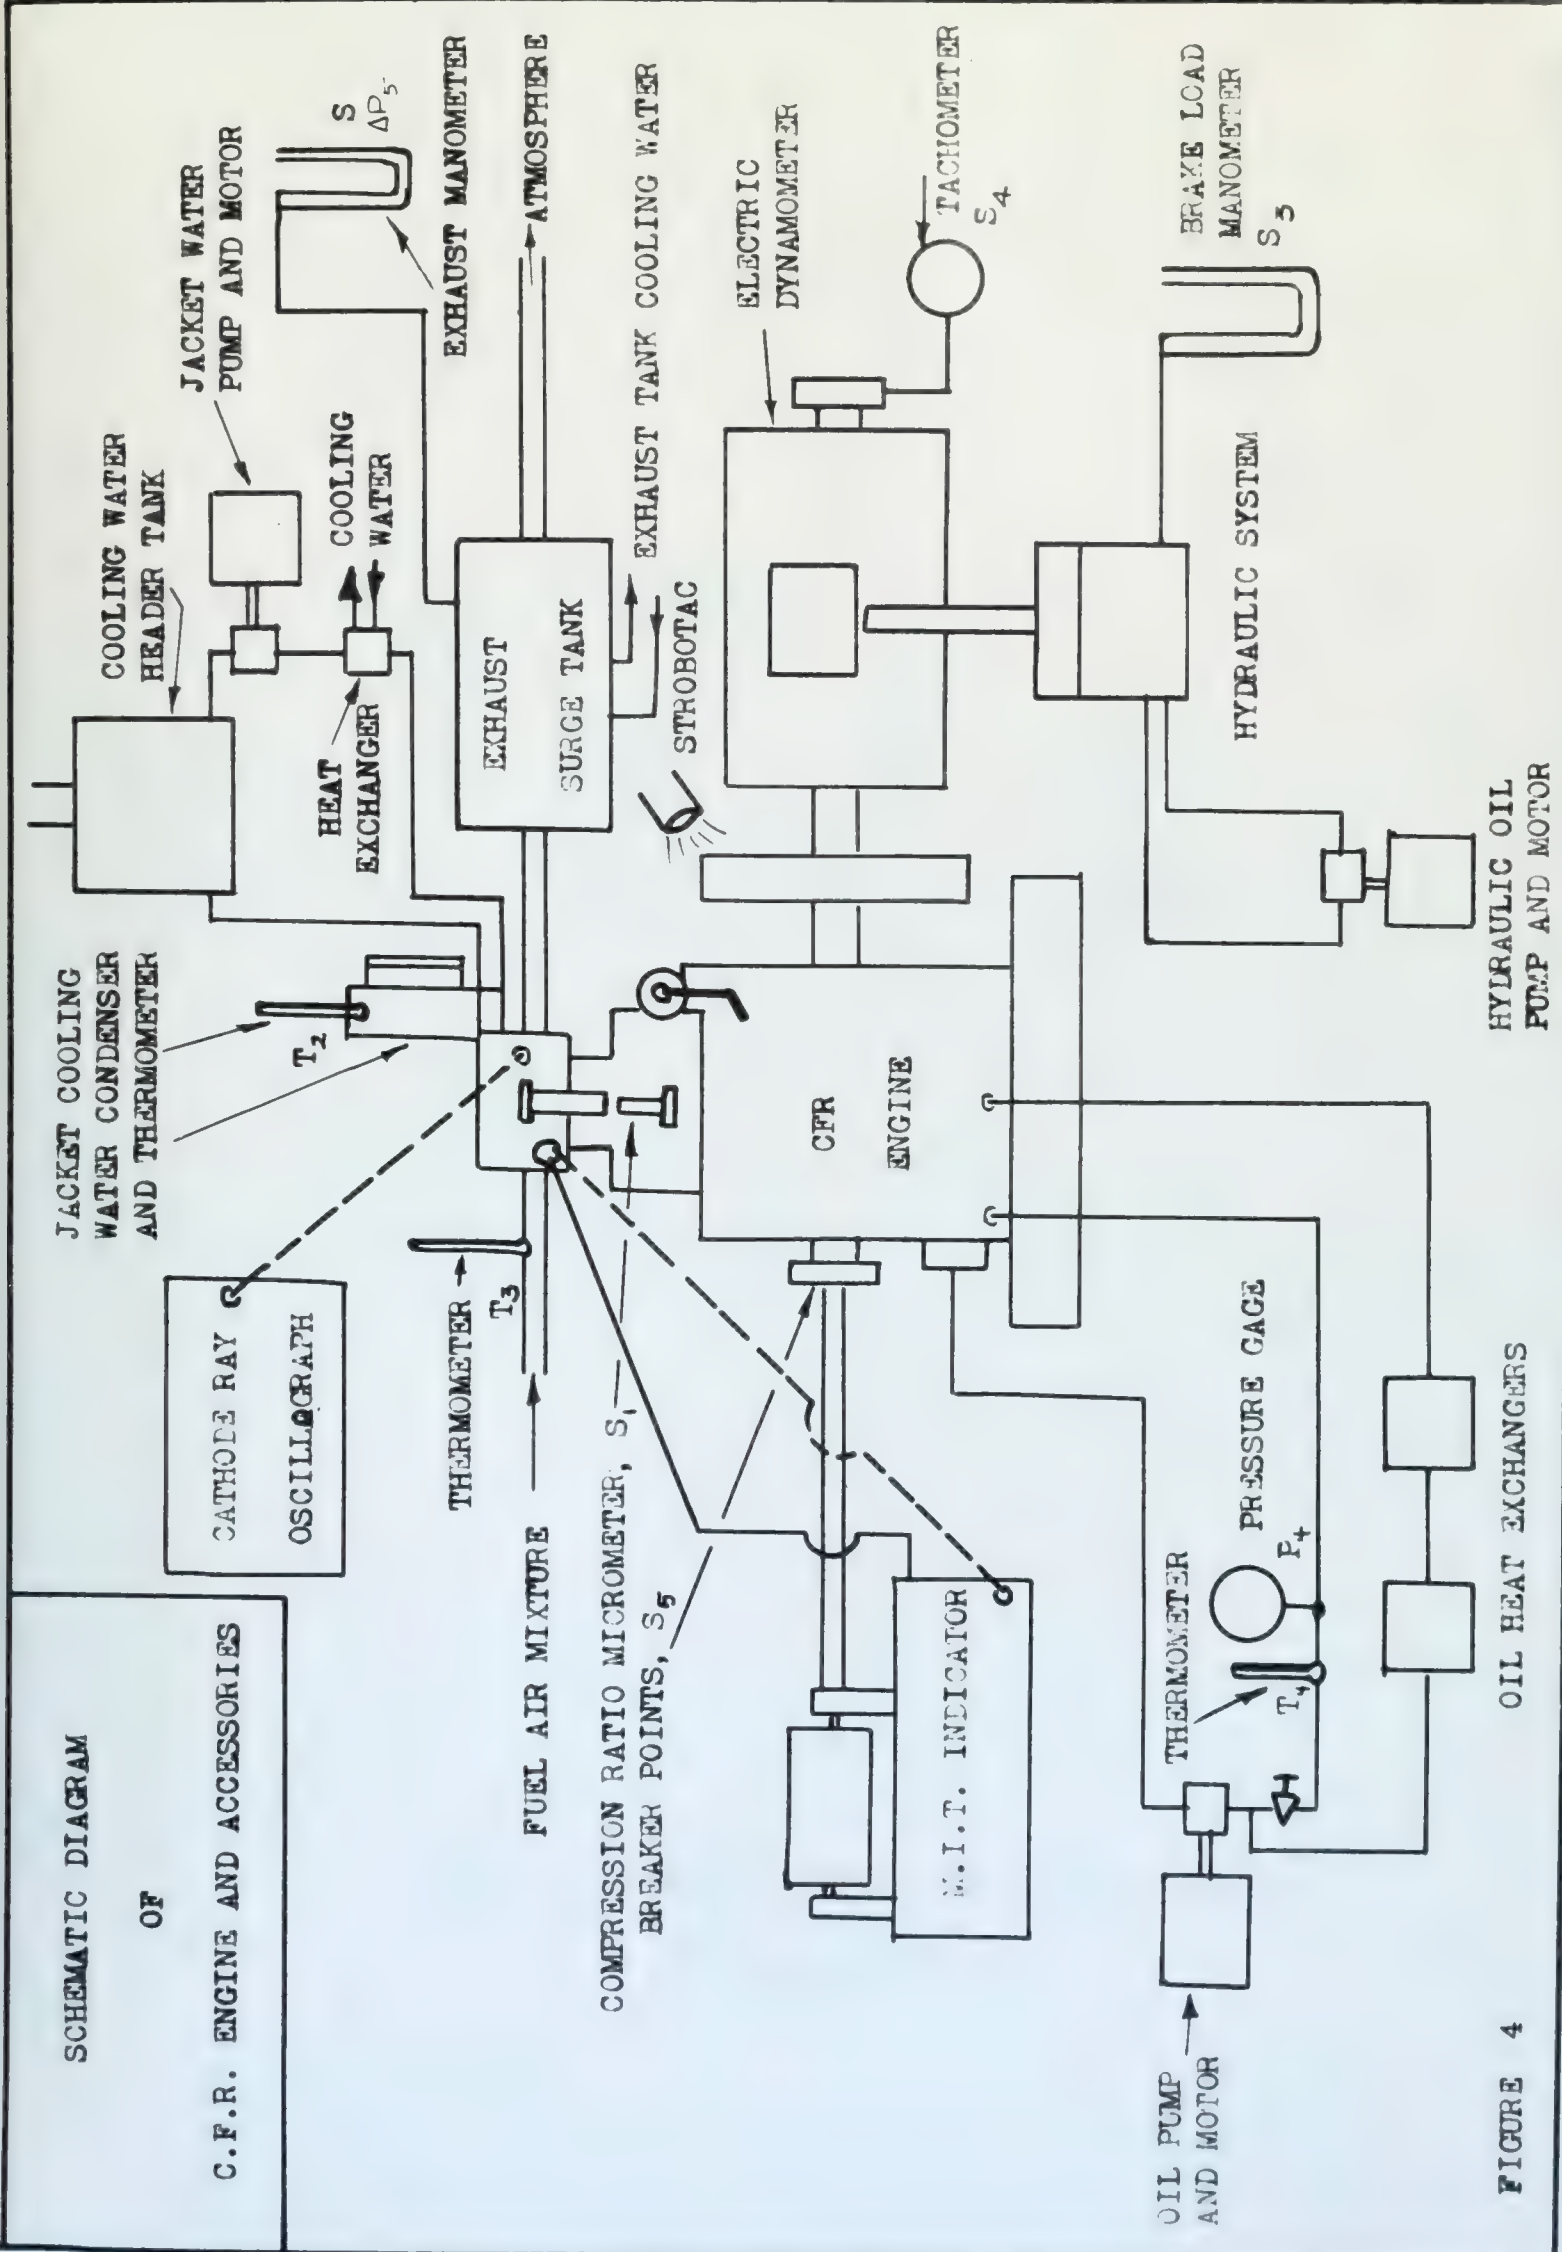 SCHEMATIC DIAGRAM
OF
C.F.R. ENGINE AND ACCESSORIES
JACKET COOLING
WATER CONDENSER
AND THERMOMETER
T2
COOLING WATER
HEADER TANK
JACKET WATER
PUMP AND MOTOR
S
ΔP5
CATHODE RAY
OSCILLOGRAPH
HEAT
EXCHANGER
COOLING
WATER
EXHAUST MANOMETER
THERMOMETER
T3
EXHAUST
SURGE TANK
ATMOSPHERE
FUEL AIR MIXTURE
EXHAUST TANK COOLING WATER
STROBOTAC
COMPRESSION RATIO MICROMETER, S1
BREAKER POINTS, S5
CFR
ENGINE
ELECTRIC
DYNAMOMETER
TACHOMETER
S4
M.I.T. INDICATOR
OIL PUMP
AND MOTOR
THERMOMETER
T4
PRESSURE GAGE
P4
HYDRAULIC SYSTEM
BRAKE LOAD
MANOMETER
S3
OIL HEAT EXCHANGERS
HYDRAULIC OIL
PUMP AND MOTOR
FIGURE 4